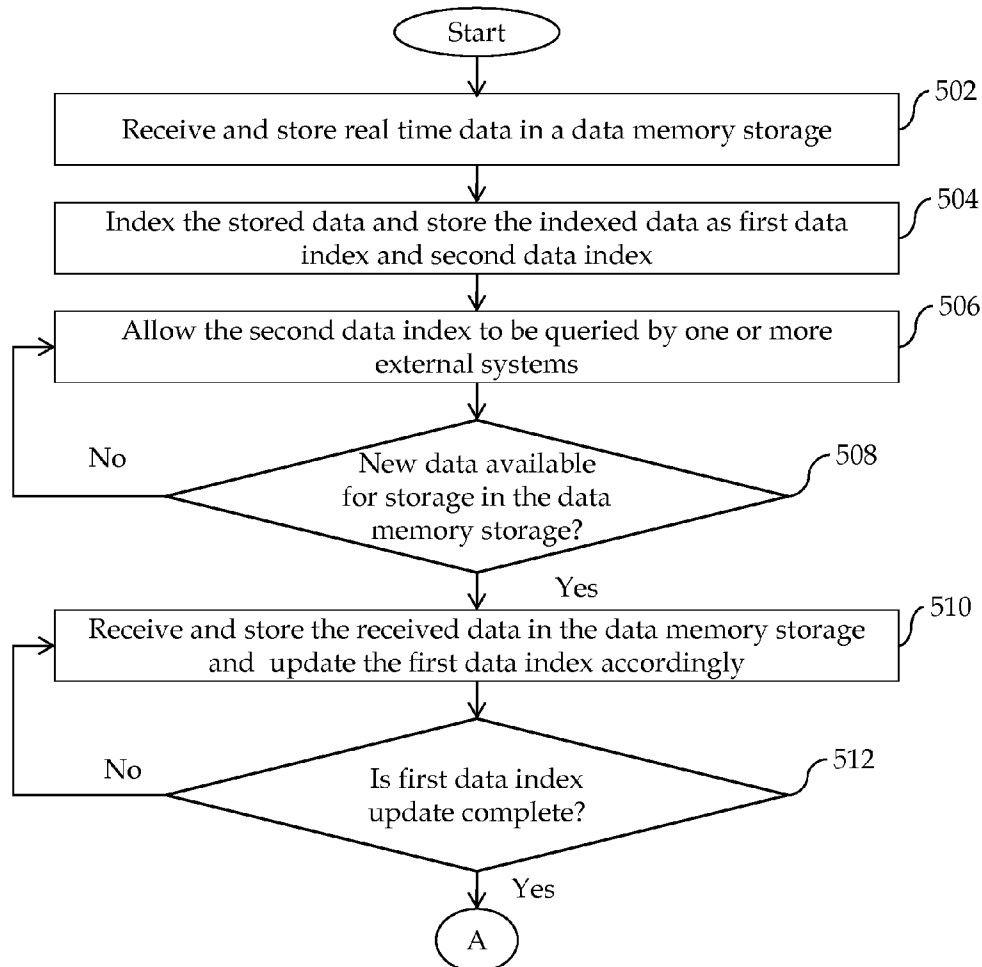 Start
502
Receive and store real time data in a data memory storage
504
Index the stored data and store the indexed data as first data
index and second data index
506
Allow the second data index to be queried by one or more
external systems
No
508
New data available
for storage in the data
memory storage?
Yes
510
Receive and store the received data in the data memory storage
and update the first data index accordingly
No
512
Is first data index
update complete?
Yes
A